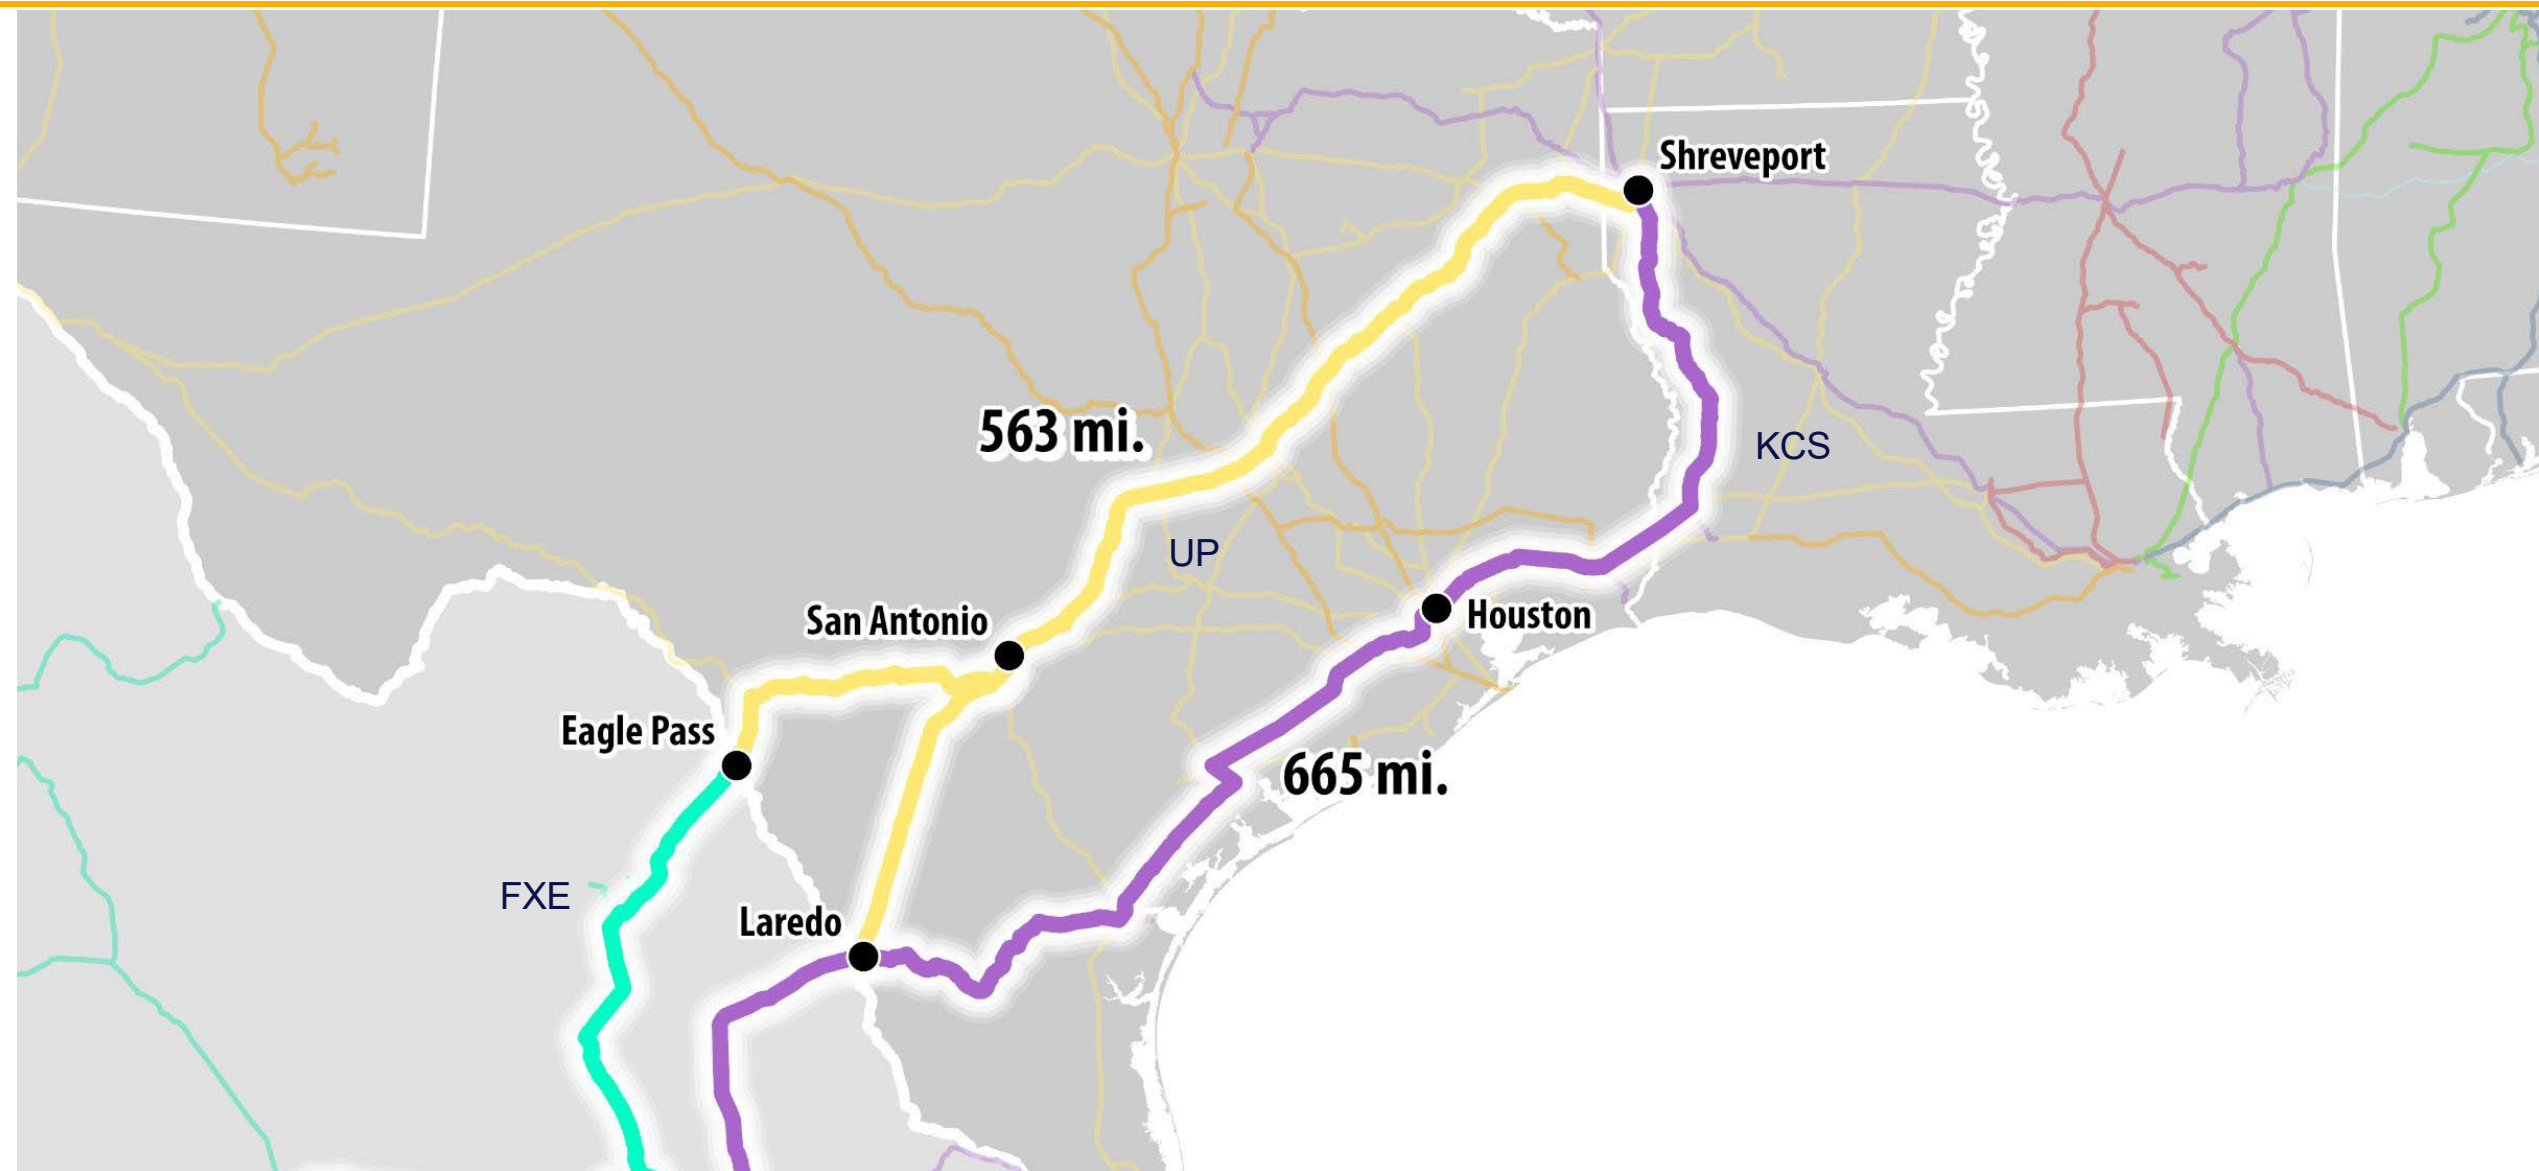 Shreveport
563 mi.
KCS
UP
San Antonio
Houston
Eagle Pass
665 mi.
FXE
Laredo